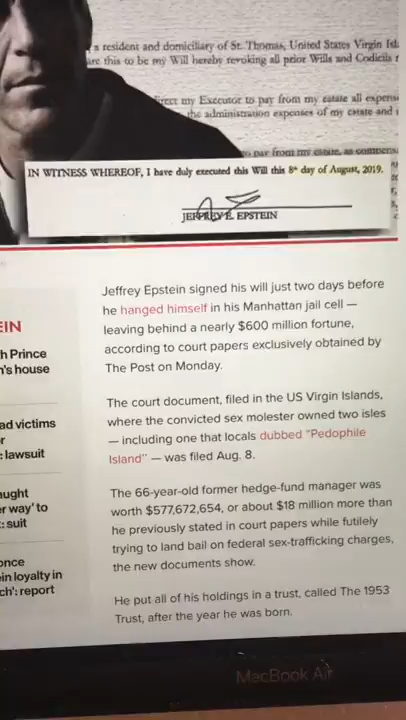 a resident and domiciliary of St. Thomas, United States Virgin Isl
are this to be my Will hereby revoking all prior Wills and Codicils
my Executor to pay from my estate all expens
the administration expenses of my estate and
to pay from my estate, as compens
IN WITNESS WHEREOF, I have duly executed this Will this 8th day of August, 2019.
JEFFREY E. EPSTEIN
Jeffrey Epstein signed his will just two days before
he hanged himself in his Manhattan jail cell —
leaving behind a nearly $600 million fortune,
according to court papers exclusively obtained by
The Post on Monday.
The court document, filed in the US Virgin Islands,
where the convicted sex molester owned two isles
— including one that locals dubbed "Pedophile
Island" — was filed Aug. 8.
The 66-year-old former hedge-fund manager was
worth $577,672,654, or about $18 million more than
he previously stated in court papers while futilely
trying to land bail on federal sex-trafficking charges,
the new documents show.
He put all of his holdings in a trust, called The 1953
Trust, after the year he was born.
EIN
h Prince
n's house
ad victims
r
: lawsuit
aught
er way' to
: suit
once
in loyalty in
ch': report
MacBook Air